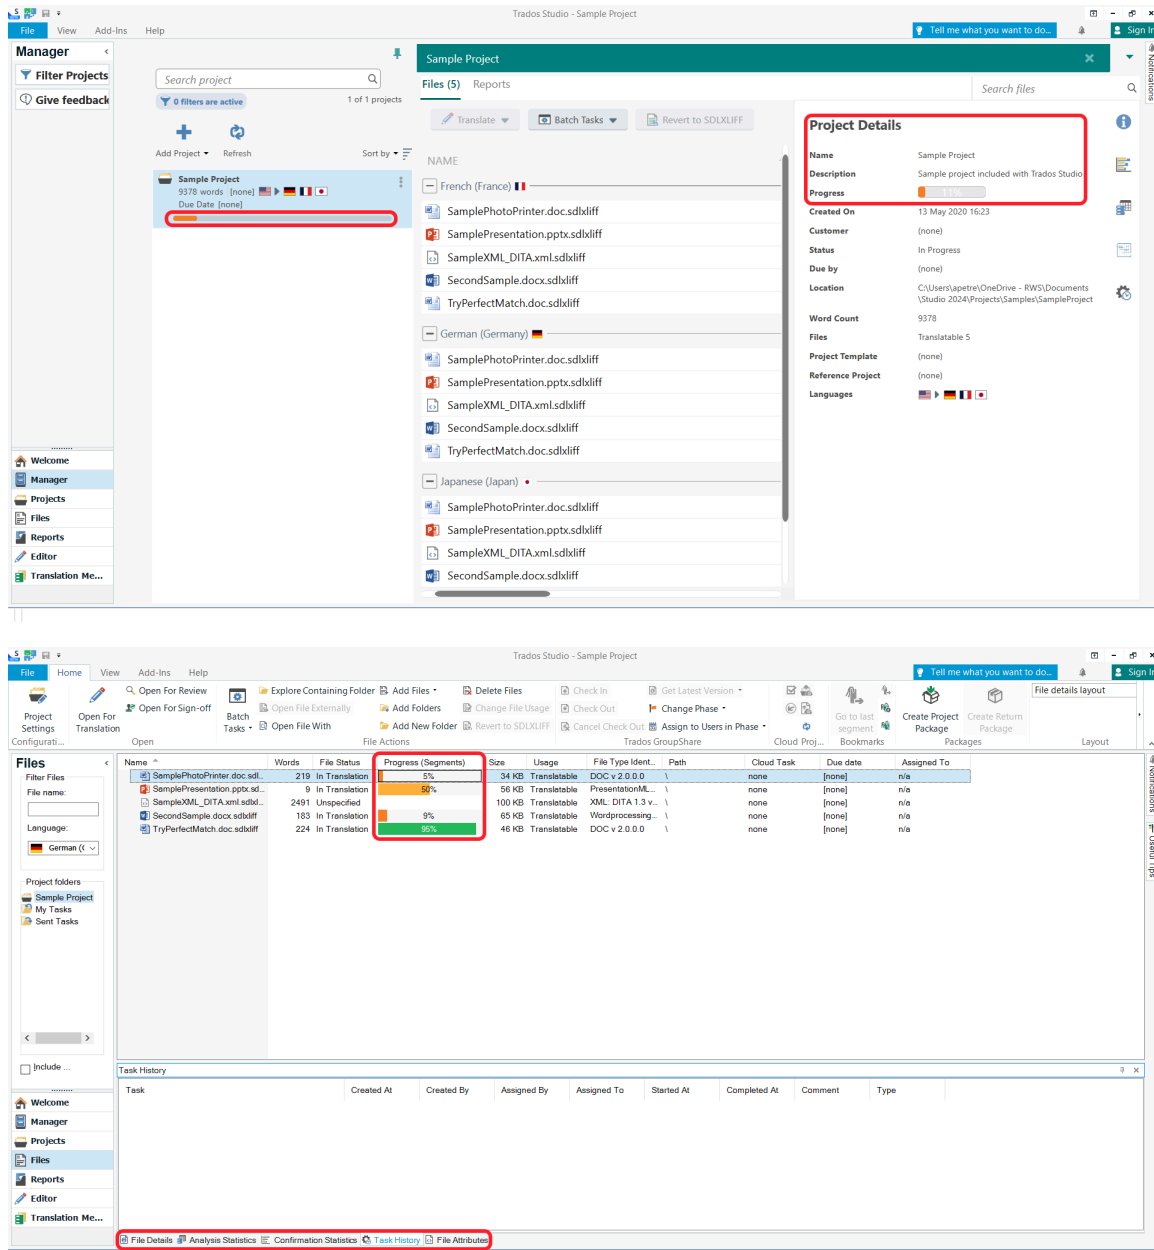 Trados Studio - Sample Project
File View Add-Ins Help
Tell me what you want to do...
Sign In
Manager
Filter Projects
Give feedback
Search project
0 filters are active
1 of 1 projects
Add Project
Refresh
Sort by
Sample Project
9378 words [none]
Due Date [none]
Welcome
Manager
Projects
Files
Reports
Editor
Translation Me...
Sample Project
Files (5) Reports
Search files
Translate
Batch Tasks
Revert to SDLXLIFF
NAME
French (France)
SamplePhotoPrinter.doc.sdlxliff
SamplePresentation.pptx.sdlxliff
SampleXML_DITA.xml.sdlxliff
SecondSample.docx.sdlxliff
TryPerfectMatch.doc.sdlxliff
German (Germany)
SamplePhotoPrinter.doc.sdlxliff
SamplePresentation.pptx.sdlxliff
SampleXML_DITA.xml.sdlxliff
SecondSample.docx.sdlxliff
TryPerfectMatch.doc.sdlxliff
Japanese (Japan)
SamplePhotoPrinter.doc.sdlxliff
SamplePresentation.pptx.sdlxliff
SampleXML_DITA.xml.sdlxliff
SecondSample.docx.sdlxliff
Project Details
Name Sample Project
Description Sample project included with Trados Studio
Progress 11%
Created On 13 May 2020 16:23
Customer (none)
Status In Progress
Due by (none)
Location C:\Users\apetre\OneDrive - RWS\Documents
\Studio 2024\Projects\Samples\SampleProject
Word Count 9378
Files Translatable 5
Project Template (none)
Reference Project (none)
Languages
Notifications
Trados Studio - Sample Project
File Home View Add-Ins Help
Tell me what you want to do...
Sign In
Project Settings
Configurati...
Open For Translation
Open For Review
Open For Sign-off
Open
Batch Tasks
Explore Containing Folder
Open File Externally
Open File With
Add Files
Add Folders
Add New Folder
Delete Files
Change File Usage
Revert to SDLXLIFF
File Actions
Check In
Check Out
Cancel Check Out
Get Latest Version
Change Phase
Assign to Users in Phase
Trados GroupShare
Cloud Proj...
Go to last segment
Bookmarks
Create Project Package
Create Return Package
Packages
File details layout
Layout
Files
Filter Files
File name:
Language:
German (
Project folders
Sample Project
My Tasks
Sent Tasks
Include ...
Welcome
Manager
Projects
Files
Reports
Editor
Translation Me...
Name Words File Status Progress (Segments) Size Usage File Type Ident... Path Cloud Task Due date Assigned To
SamplePhotoPrinter.doc.sdl... 219 In Translation 5% 34 KB Translatable DOC v 2.0.0.0 \ none [none] n/a
SamplePresentation.pptx.sd... 9 In Translation 50% 56 KB Translatable PresentationML... \ none [none] n/a
SampleXML_DITA.xml.sdlxl... 2491 Unspecified 100 KB Translatable XML: DITA 1.3 v... \ none [none] n/a
SecondSample.docx.sdlxliff 183 In Translation 9% 65 KB Translatable Wordprocessing... \ none [none] n/a
TryPerfectMatch.doc.sdlxliff 224 In Translation 95% 46 KB Translatable DOC v 2.0.0.0 \ none [none] n/a
Notifications
Useful Tips
Task History
Task Created At Created By Assigned By Assigned To Started At Completed At Comment Type
File Details Analysis Statistics Confirmation Statistics Task History File Attributes